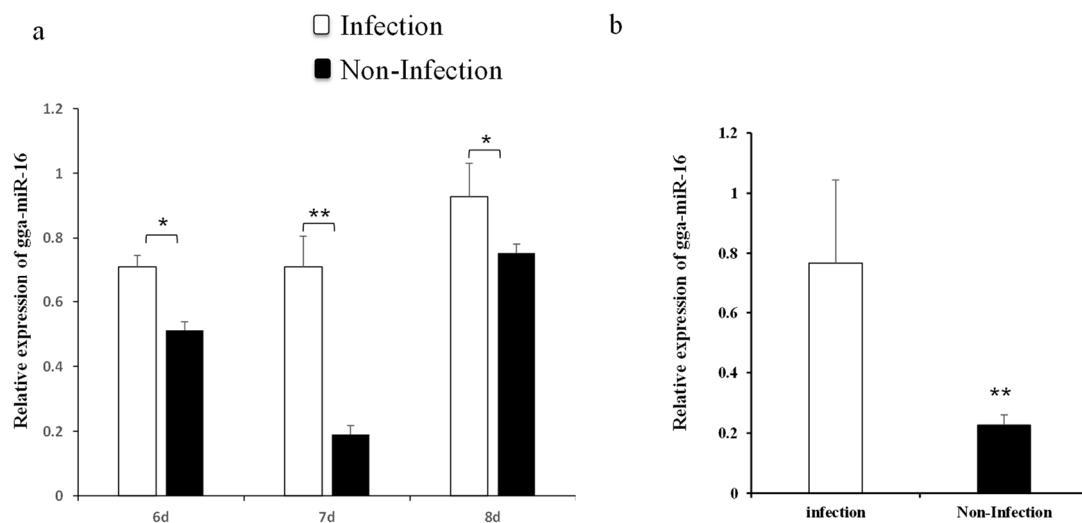 a
Infection
Non-Infection
Relative expression of gga-miR-16
1.2
1
0.8
0.6
0.4
0.2
0
*
**
*
6d
7d
8d
b
Relative expression of gga-miR-16
1.2
1
0.8
0.6
0.4
0.2
0
**
infection
Non-Infection